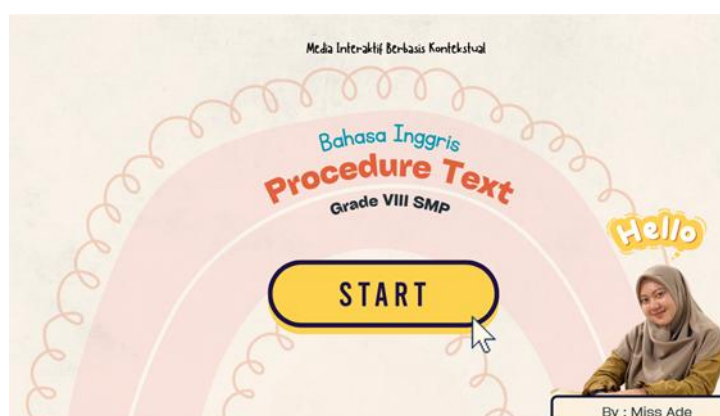 Media Interaktif Berbasis Kontekstual
Bahasa Inggris
Procedure Text
Grade VIII SMP
Hello
START
By : Miss Ade